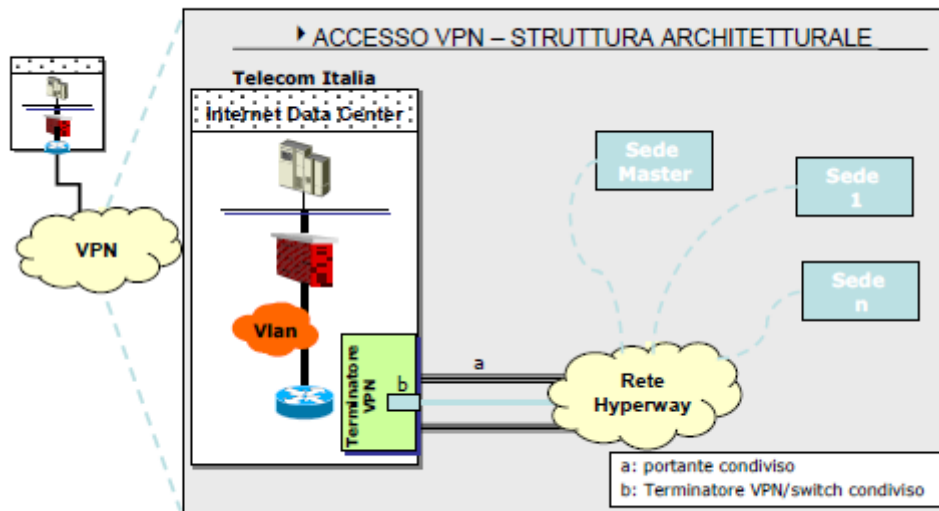 ACCESSO VPN – STRUTTURA ARCHITETTURALE
Telecom Italia
Internet Data Center
VPN
Vlan
Terminatore
VPN
b
a
Sede
Master
Sede
1
Sede
n
Rete
Hyperway
a: portante condiviso
b: Terminatore VPN/switch condiviso